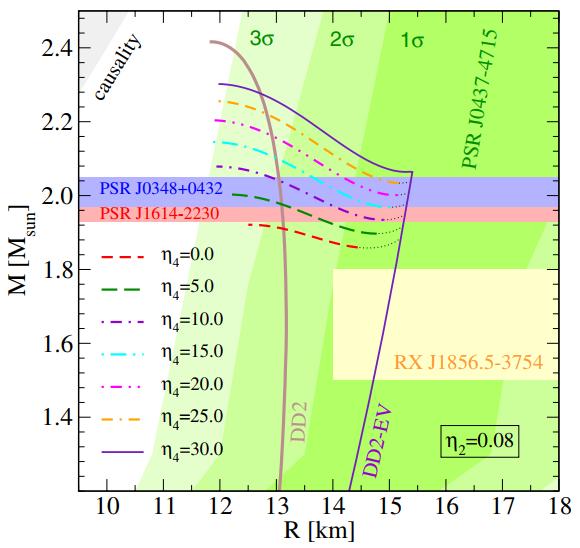 3σ 2σ 1σ
causality
PSR J0437-4715
PSR J0348+0432
PSR J1614-2230
η4=0.0
η4=5.0
η4=10.0
η4=15.0
η4=20.0
η4=25.0
η4=30.0
RX J1856.5-3754
DD2
DD2-EV
η2=0.08
M [Msun]
2.4
2.2
2.0
1.8
1.6
1.4
10 11 12 13 14 15 16 17 18
R [km]